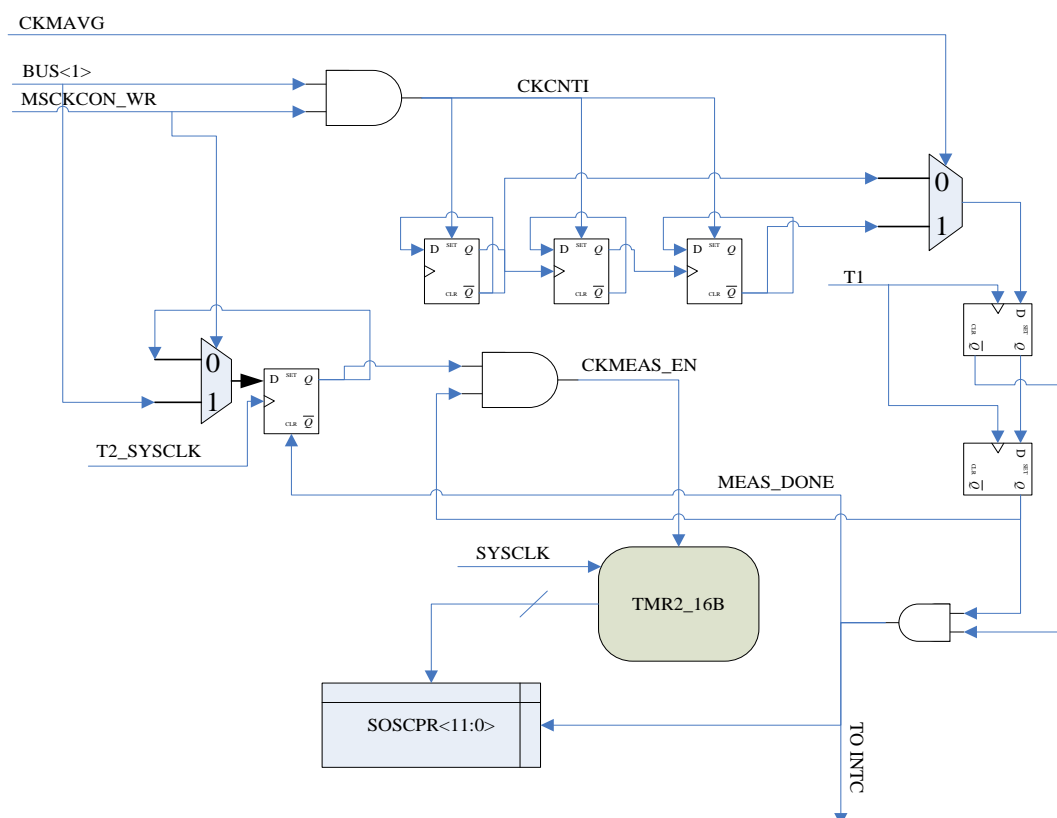 CKMAVG
BUS<1>
MSCKCON_WR
CKCNTI
0
1
D SET Q
CLR Q
D SET Q
CLR Q
D SET Q
CLR Q
T1
D SET Q
CLR Q
0
1
D SET Q
CLR Q
CKMEAS_EN
T2_SYSCLK
D SET Q
CLR Q
MEAS_DONE
SYSCLK
TMR2_16B
SOSCPR<11:0>
TO INTC